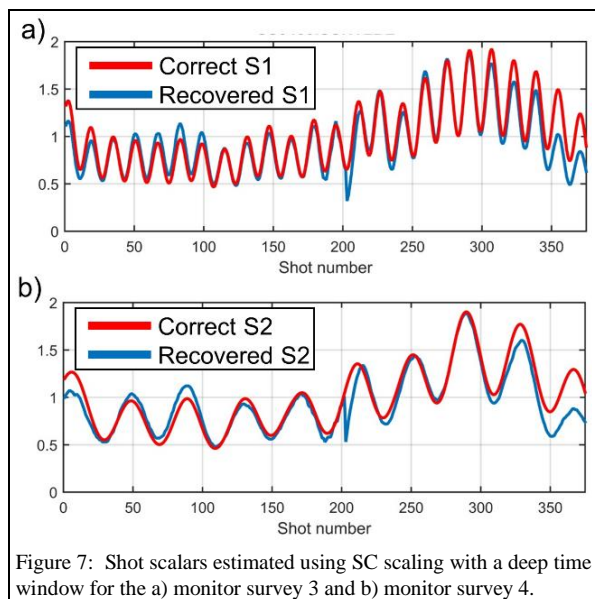 a)
2
Correct S1
Recovered S1
1.5
1
0.5
0
0 50 100 150 200 250 300 350
Shot number
b)
2
Correct S2
Recovered S2
1.5
1
0.5
0
0 50 100 150 200 250 300 350
Shot number
Figure 7: Shot scalars estimated using SC scaling with a deep time
window for the a) monitor survey 3 and b) monitor survey 4.